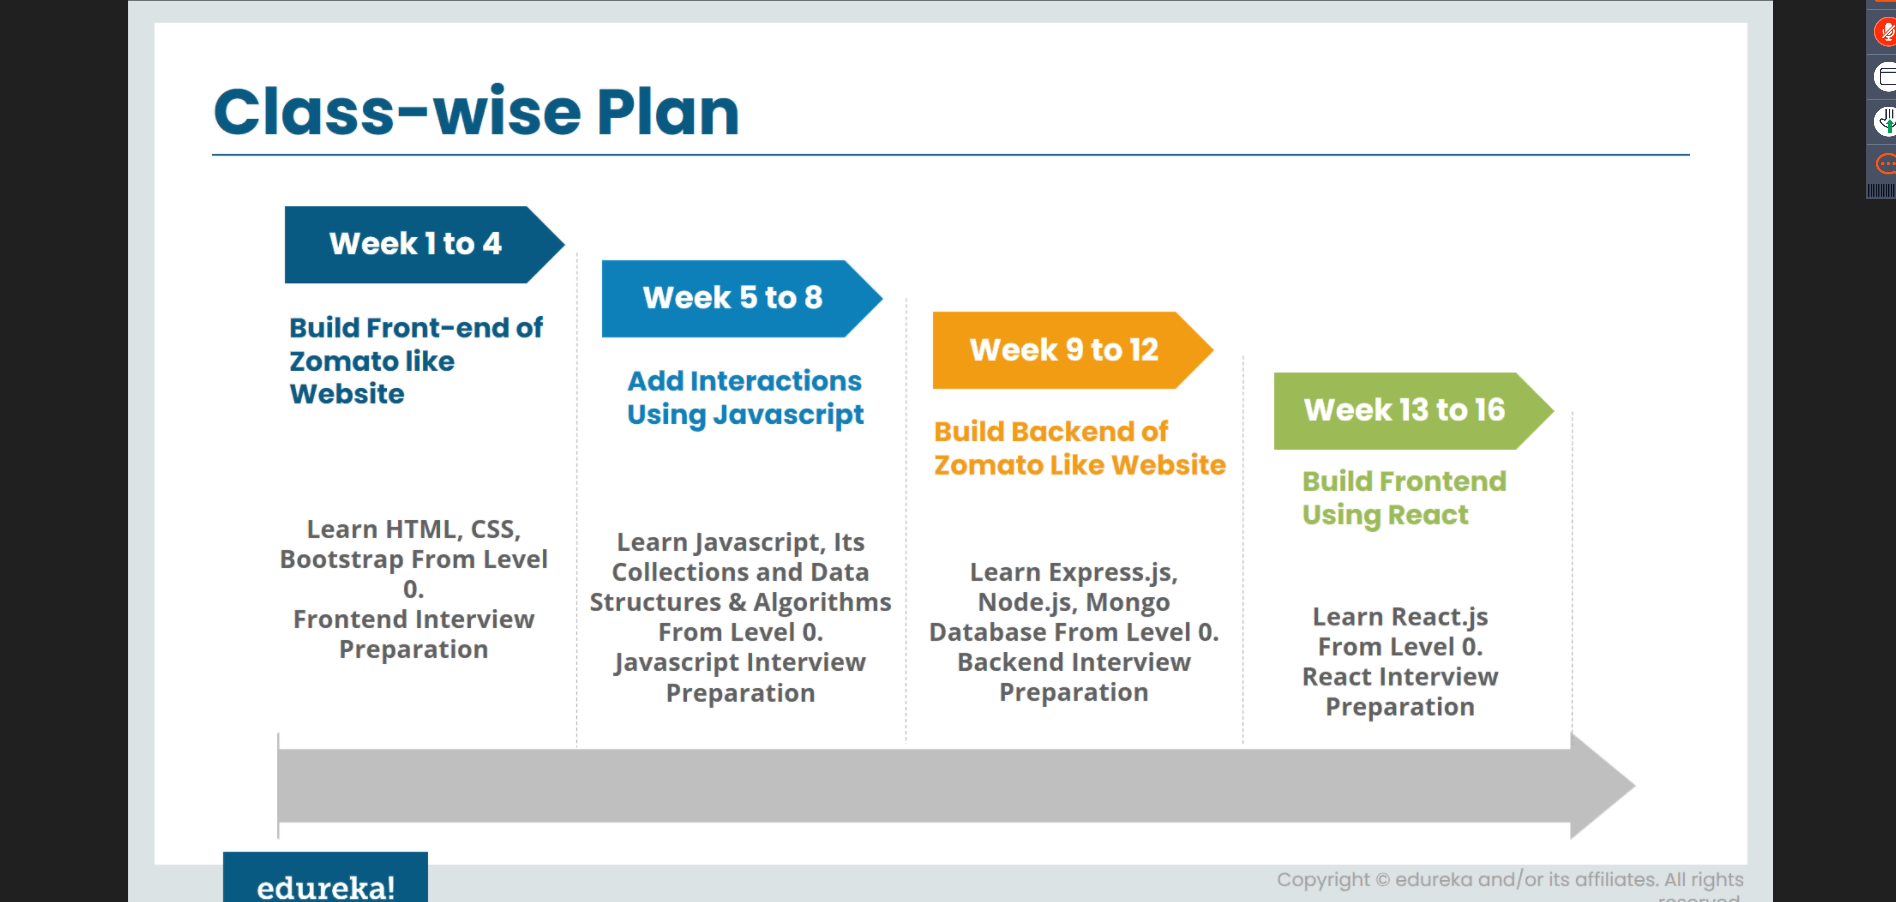 Class-wise Plan
Week 1 to 4
Build Front-end of
Zomato like
Website
Learn HTML, CSS,
Bootstrap From Level
0.
Frontend Interview
Preparation
Week 5 to 8
Add Interactions
Using Javascript
Learn Javascript, Its
Collections and Data
Structures & Algorithms
From Level 0.
Javascript Interview
Preparation
Week 9 to 12
Build Backend of
Zomato Like Website
Learn Express.js,
Node.js, Mongo
Database From Level 0.
Backend Interview
Preparation
Week 13 to 16
Build Frontend
Using React
Learn React.js
From Level 0.
React Interview
Preparation
edureka!
Copyright © edureka and/or its affiliates. All rights
reserved.